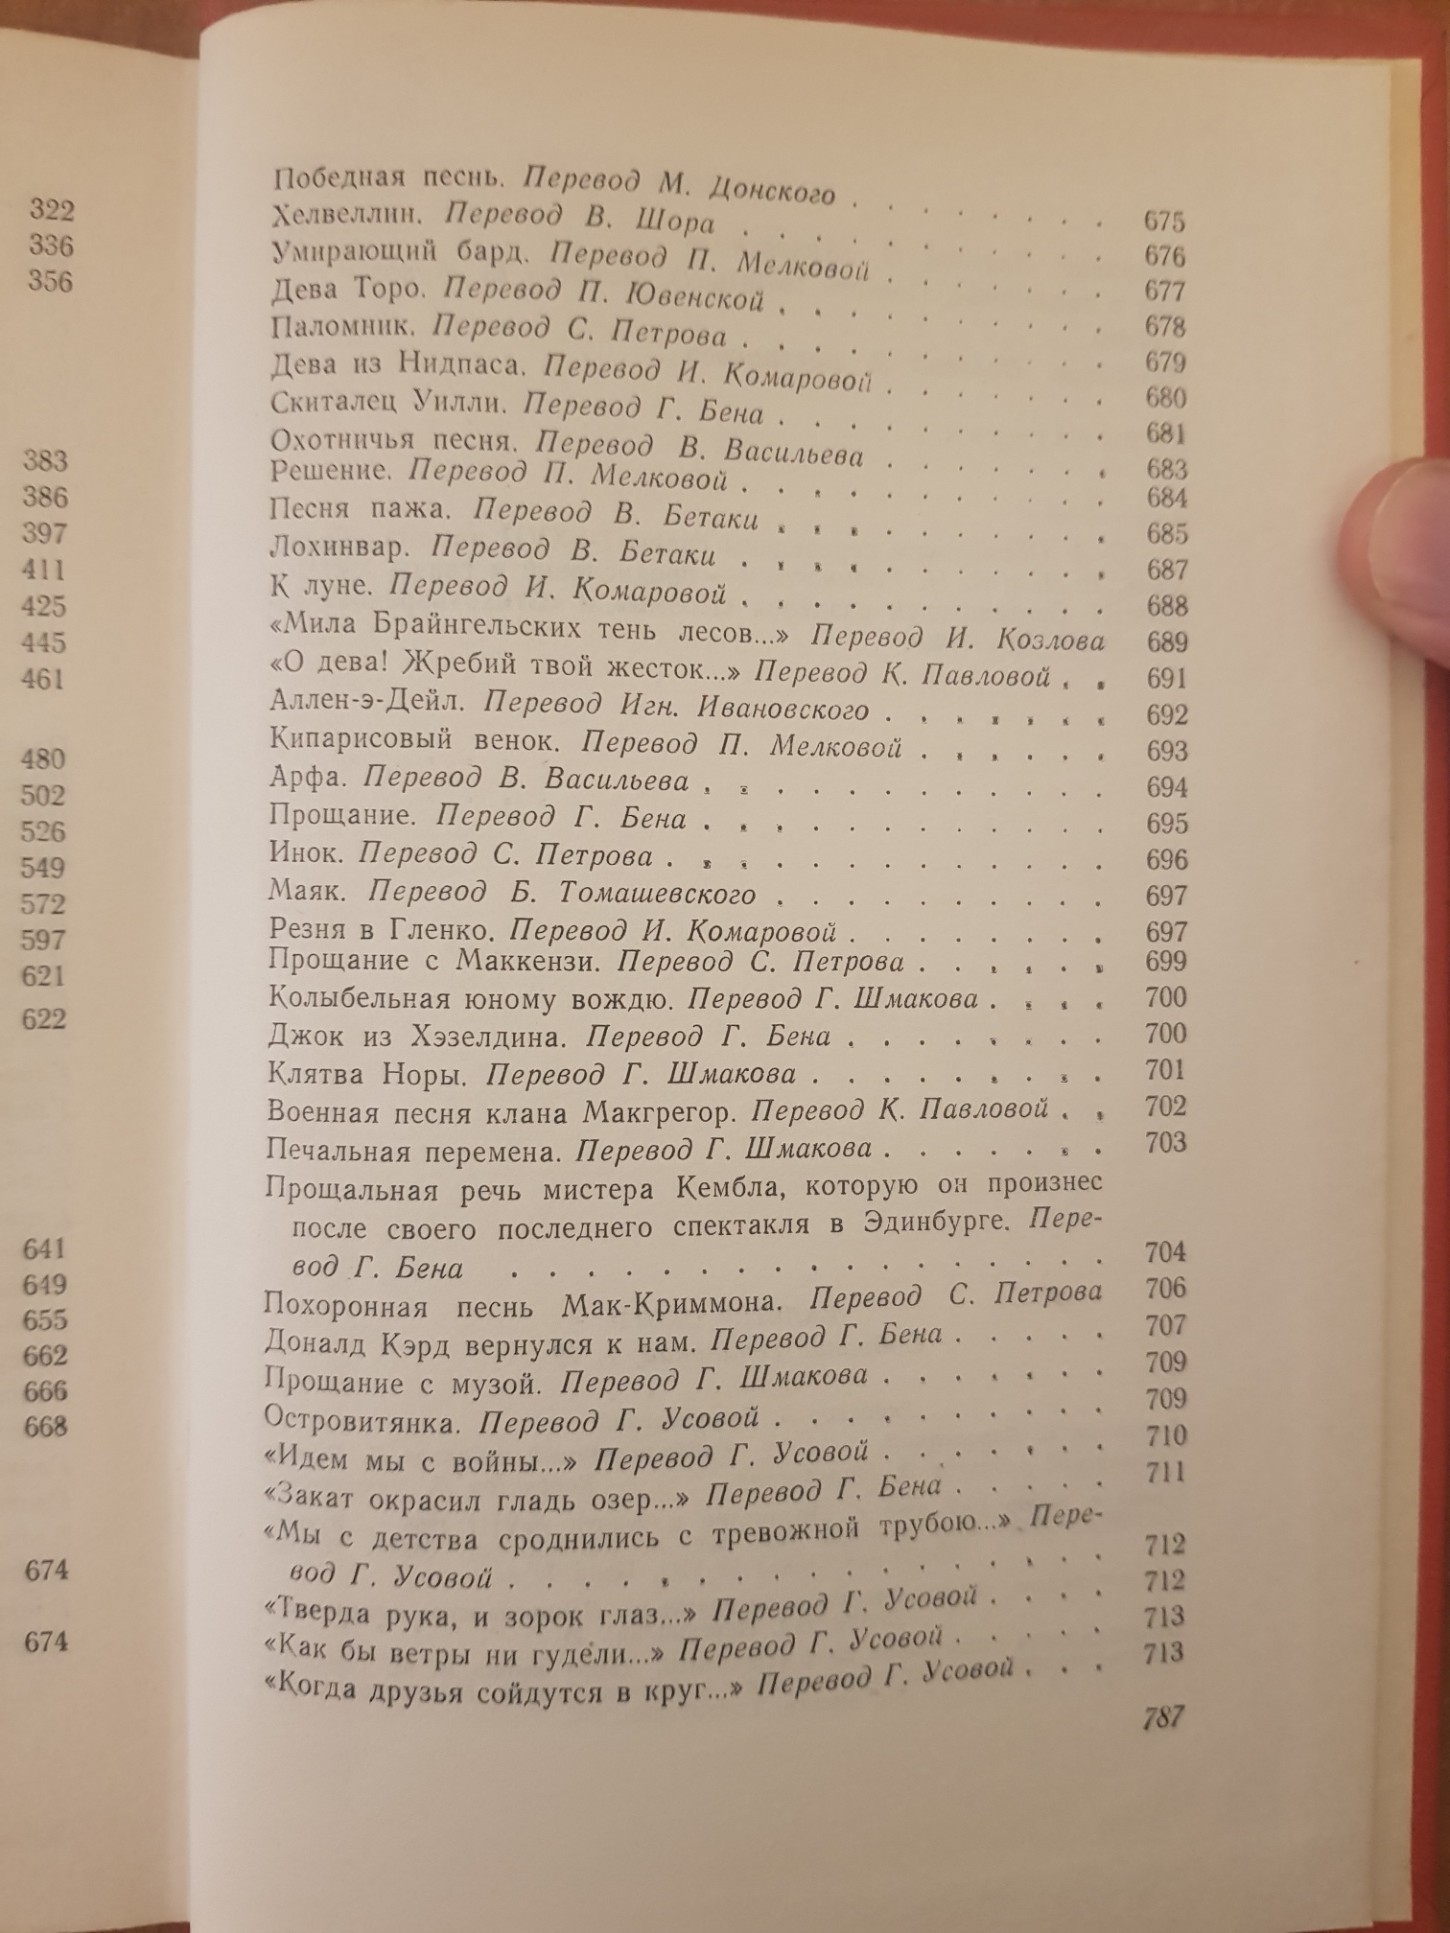 322
336
356
383
386
397
411
425
445
461
480
502
526
549
572
597
621
622
641
649
655
662
666
668
674
674
Победная песнь. Перевод М. Донского . . . . . . . . 675
Хелвеллин. Перевод В. Шора . . . . . . . . . . . 676
Умирающий бард. Перевод П. Мелковой . . . . . . . 677
Дева Торо. Перевод П. Ювенской . . . . . . . . . . 678
Паломник. Перевод С. Петрова . . . . . . . . . . . 679
Дева из Нидпаса. Перевод И. Комаровой . . . . . . . 680
Скиталец Уилли. Перевод Г. Бена . . . . . . . . . . 681
Охотничья песня. Перевод В. Васильева . . . . . . . 683
Решение. Перевод П. Мелковой . . . . . . . . . . . 684
Песня пажа. Перевод В. Бетаки . . . . . . . . . . 685
Лохинвар. Перевод В. Бетаки . . . . . . . . . . . 687
К луне. Перевод И. Комаровой . . . . . . . . . . . 688
«Мила Брайнгельских тень лесов...» Перевод И. Козлова 689
«О дева! Жребий твой жесток...» Перевод К. Павловой . . 691
Аллен-э-Дейл. Перевод Игн. Ивановского . . . . . . . 692
Кипарисовый венок. Перевод П. Мелковой . . . . . . 693
Арфа. Перевод В. Васильева . . . . . . . . . . . . 694
Прощание. Перевод Г. Бена . . . . . . . . . . . . 695
Инок. Перевод С. Петрова . . . . . . . . . . . . . 696
Маяк. Перевод Б. Томашевского . . . . . . . . . . 697
Резня в Гленко. Перевод И. Комаровой . . . . . . . . 697
Прощание с Маккензи. Перевод С. Петрова . . . . . . 699
Колыбельная юному вождю. Перевод Г. Шмакова . . . . 700
Джок из Хэзелдина. Перевод Г. Бена . . . . . . . . 700
Клятва Норы. Перевод Г. Шмакова . . . . . . . . . 701
Военная песня клана Макгрегор. Перевод К. Павловой . . 702
Печальная перемена. Перевод Г. Шмакова . . . . . . . 703
Прощальная речь мистера Кембла, которую он произнес
после своего последнего спектакля в Эдинбурге. Пере-
вод Г. Бена . . . . . . . . . . . . . . . . 704
Похоронная песнь Мак-Криммона. Перевод С. Петрова 706
Доналд Кэрд вернулся к нам. Перевод Г. Бена . . . . . 707
Прощание с музой. Перевод Г. Шмакова . . . . . . . 709
Островитянка. Перевод Г. Усовой . . . . . . . . . . 709
«Идем мы с войны...» Перевод Г. Усовой . . . . . . . 710
«Закат окрасил гладь озер...» Перевод Г. Бена . . . . . 711
«Мы с детства сроднились с тревожной трубою...» Пере-
вод Г. Усовой . . . . . . . . . . . . . . . . 712
«Тверда рука, и зорок глаз...» Перевод Г. Усовой . . . . 712
«Как бы ветры ни гудели...» Перевод Г. Усовой . . . . . 713
«Когда друзья сойдутся в круг...» Перевод Г. Усовой . . . 713
787